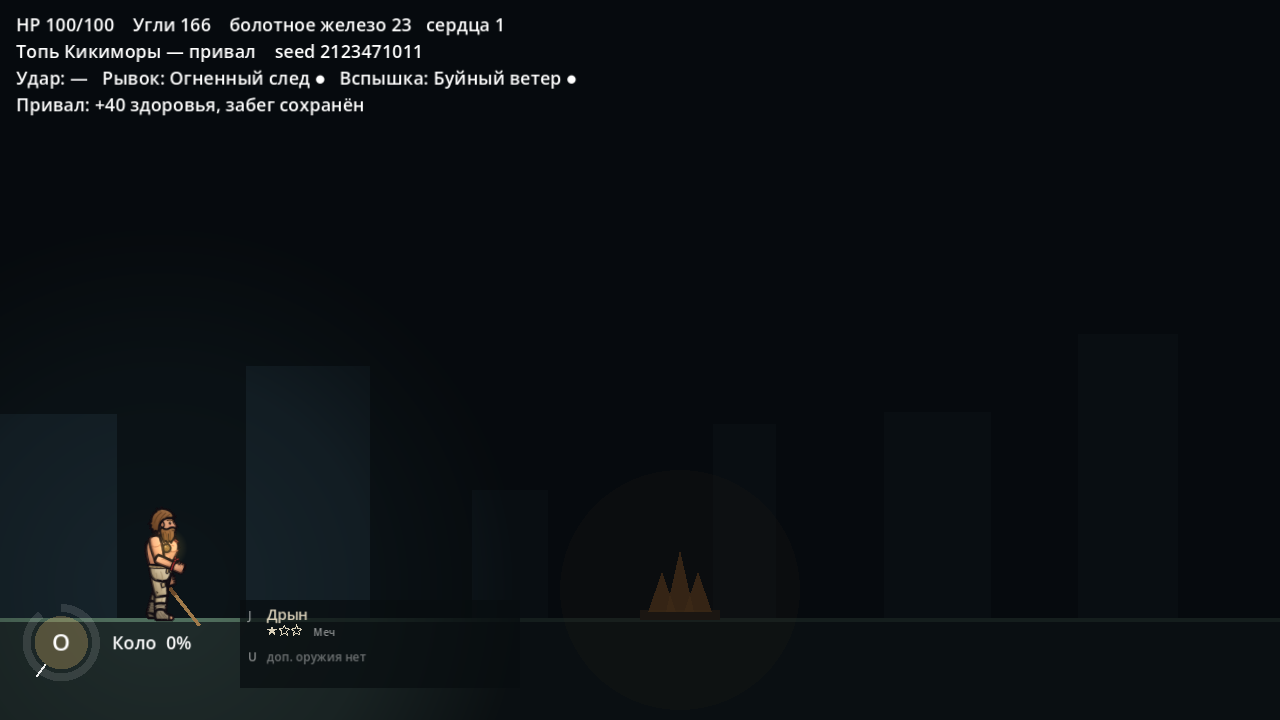 HP 100/100 Угли 166 болотное железо 23 сердца 1
Топь Кикиморы — привал seed 2123471011
Удар: — Рывок: Огненный след ● Вспышка: Буйный ветер ●
Привал: +40 здоровья, забег сохранён
J Дрын
★☆☆ Меч
О Коло 0%
U доп. оружия нет